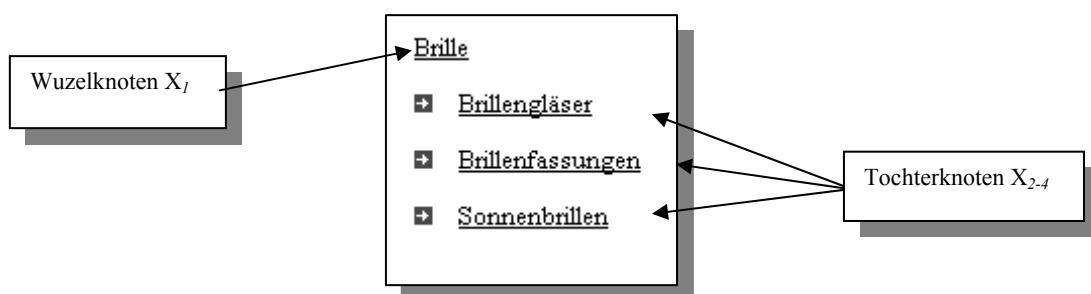 Wuzelknoten X1
Brille
Brillengläser
Brillenfassungen
Sonnenbrillen
Tochterknoten X2-4